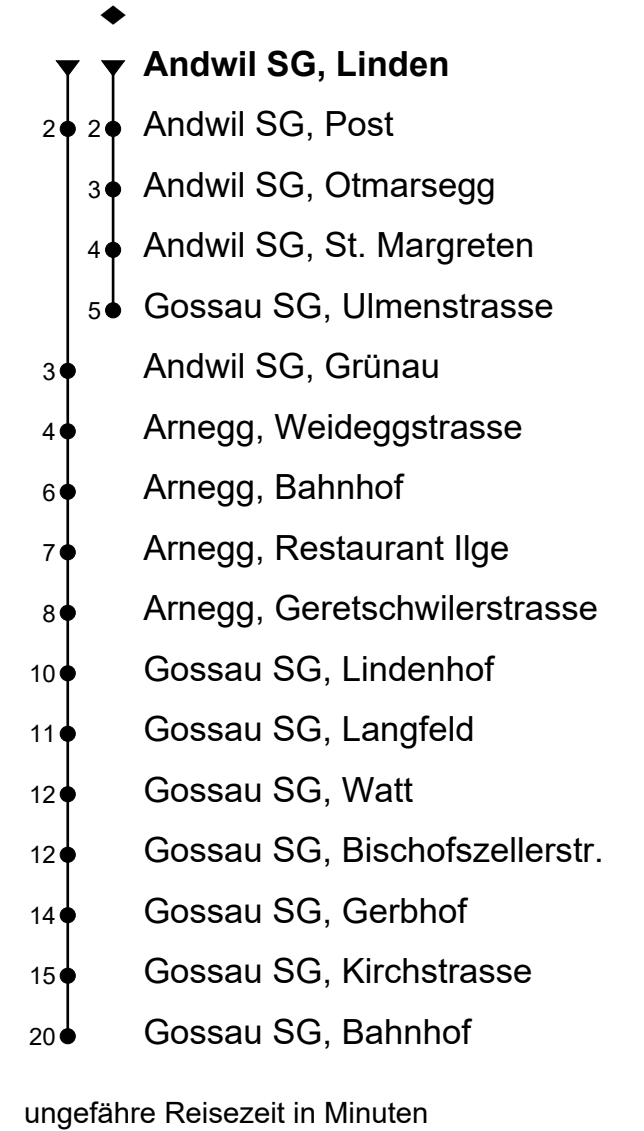 Andwil SG, Linden
2 2 Andwil SG, Post
3 Andwil SG, Otmarsegg
4 Andwil SG, St. Margreten
5 Gossau SG, Ulmenstrasse
3 Andwil SG, Grünau
4 Arnegg, Weideggstrasse
6 Arnegg, Bahnhof
7 Arnegg, Restaurant Ilge
8 Arnegg, Geretschwilerstrasse
10 Gossau SG, Lindenhof
11 Gossau SG, Langfeld
12 Gossau SG, Watt
12 Gossau SG, Bischofszellerstr.
14 Gossau SG, Gerbhof
15 Gossau SG, Kirchstrasse
20 Gossau SG, Bahnhof
ungefähre Reisezeit in Minuten